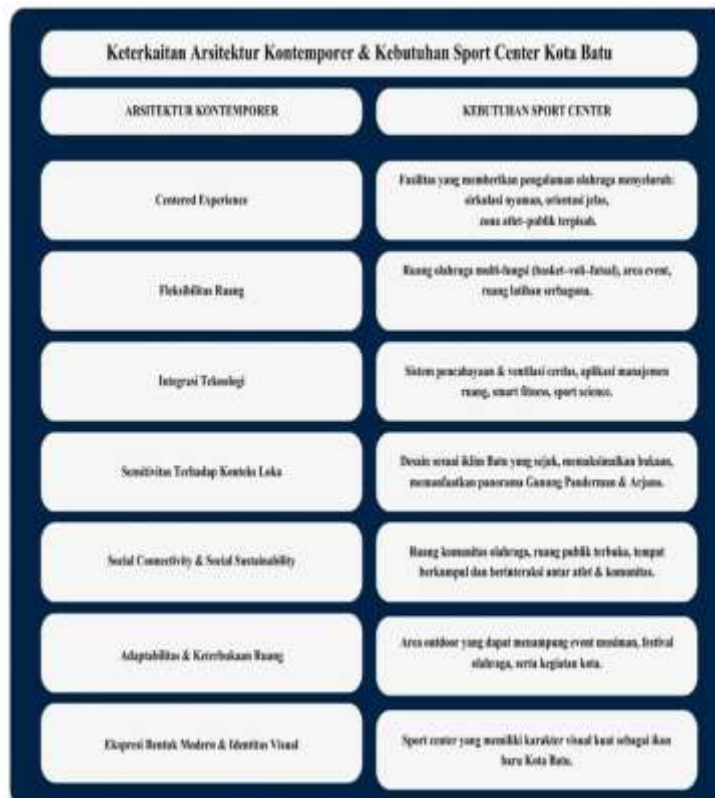 Keterkaitan Arsitektur Kontemporer & Kebutuhan Sport Center Kota Batu
ARSITEKTUR KONTEMPORER
KEBUTUHAN SPORT CENTER
Centered Experience
Fasilitas yang memberikan pengalaman olahraga menyeluruh:
sirkulasi nyaman, orientasi jelas,
zona atlet–publik terpisah.
Fleksibilitas Ruang
Ruang olahraga multi-fungsi (basket–voli–futsal), area event,
ruang latihan serbaguna.
Integrasi Teknologi
Sistem pencahayaan & ventilasi cerdas, aplikasi manajemen
ruang, smart fitness, sport science.
Sensitivitas Terhadap Konteks Loka
Desain sesuai iklim Batu yang sejuk, memaksimalkan bukaan,
memanfaatkan panorama Gunung Panderman & Arjuno.
Social Connectivity & Social Sustainability
Ruang komunitas olahraga, ruang publik terbuka, tempat
berkumpul dan berinteraksi antar atlet & komunitas.
Adaptabilitas & Keterbukaan Ruang
Area outdoor yang dapat menampung event musiman, festival
olahraga, serta kegiatan kota.
Ekspresi Bentuk Modern & Identitas Visual
Sport center yang memiliki karakter visual kuat sebagai ikon
baru Kota Batu.